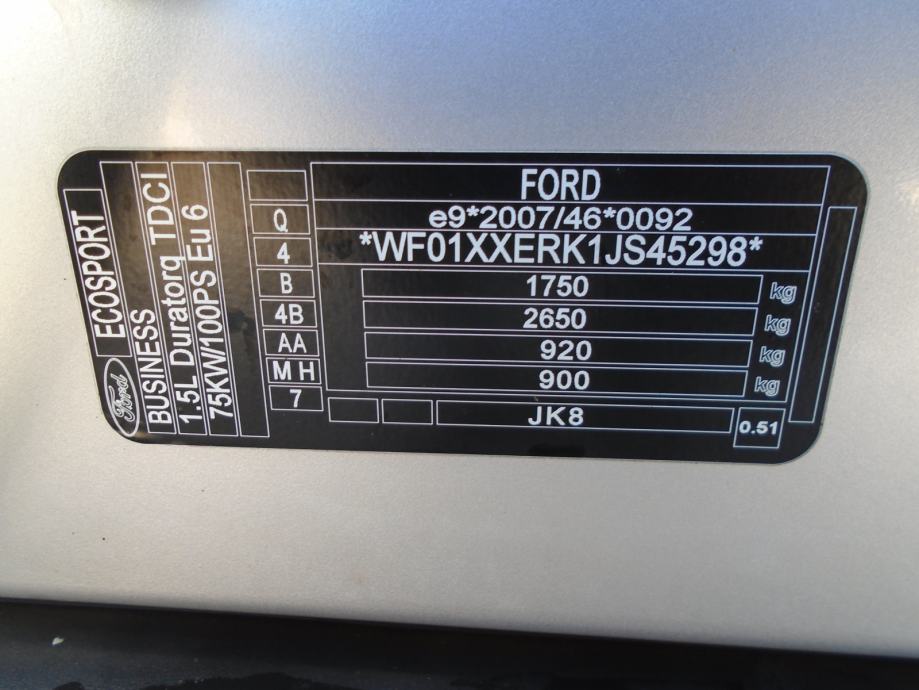 Ford
ECOSPORT
BUSINESS
1.5L Duratorq TDCI
75KW/100PS Eu 6
Q
4
B
4B
AA
M H
7
FORD
e9*2007/46*0092
*WF01XXERK1JS45298*
1750 kg
2650 kg
920 kg
900 kg
JK8
0.51